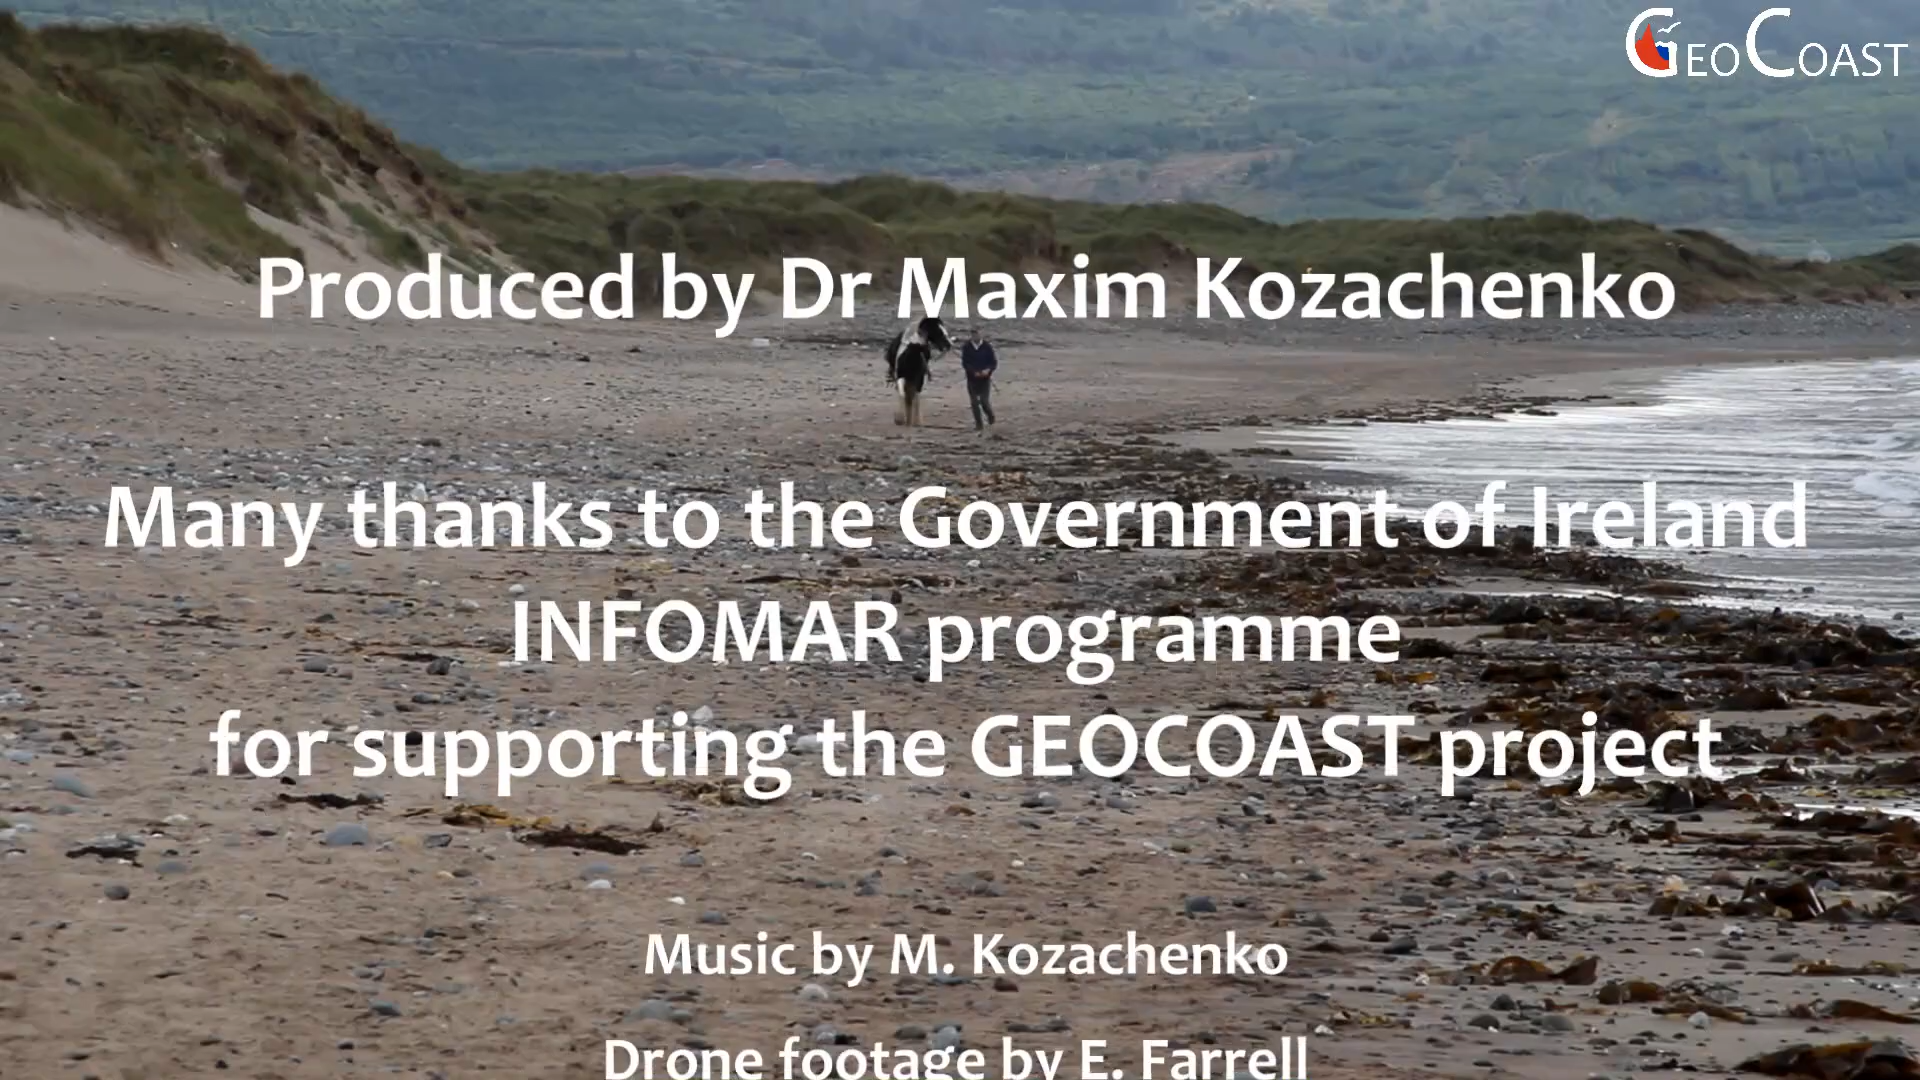 GEOCOAST
Produced by Dr Maxim Kozachenko
Many thanks to the Government of Ireland
INFOMAR programme
for supporting the GEOCOAST project
Music by M. Kozachenko
Drone footage by E. Farrell